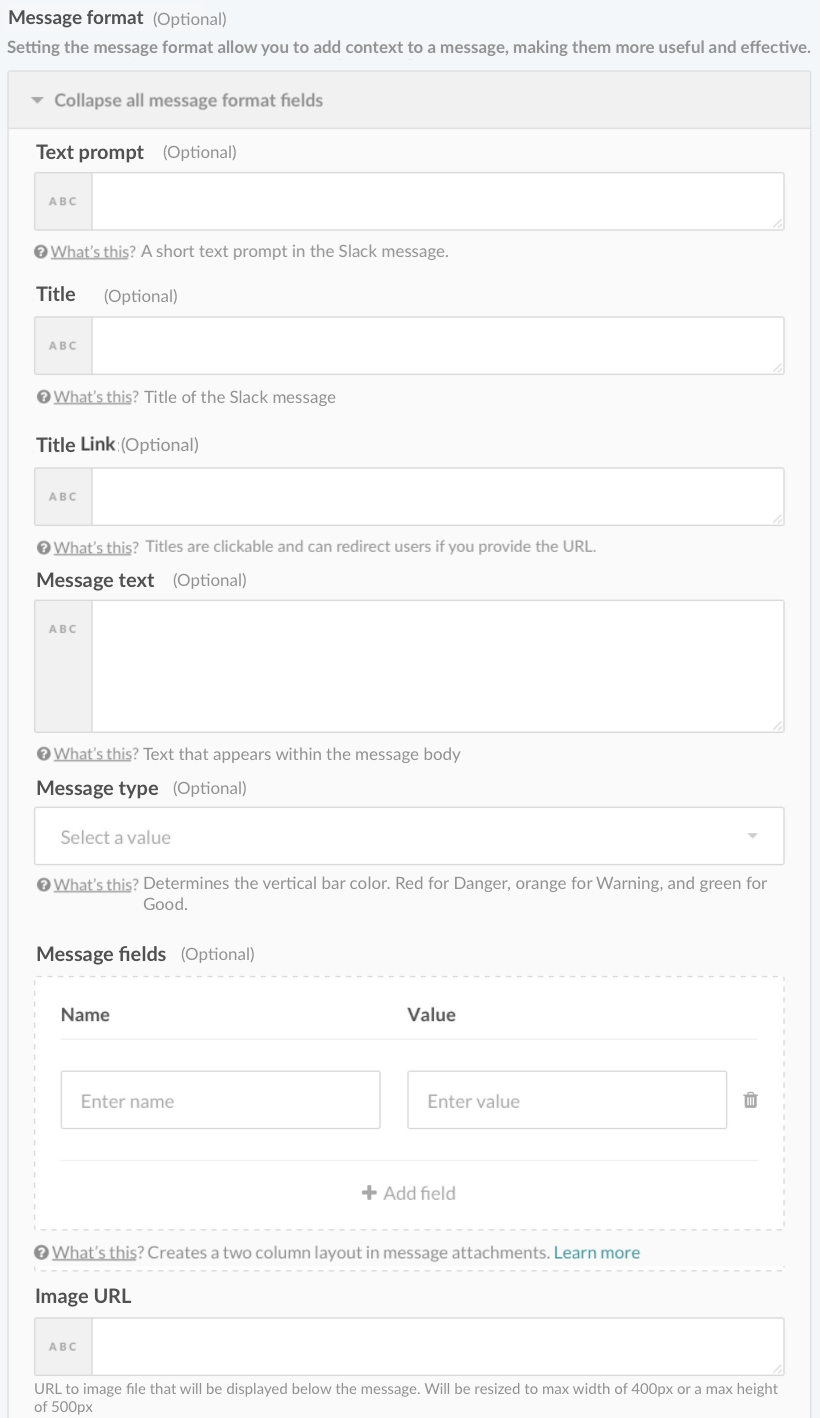 Message format (Optional)
Setting the message format allow you to add context to a message, making them more useful and effective.
Collapse all message format fields
Text prompt (Optional)
ABC
What's this? A short text prompt in the Slack message.
Title (Optional)
ABC
What's this? Title of the Slack message
Title Link (Optional)
ABC
What's this? Titles are clickable and can redirect users if you provide the URL.
Message text (Optional)
ABC
What's this? Text that appears within the message body
Message type (Optional)
Select a value
What's this? Determines the vertical bar color. Red for Danger, orange for Warning, and green for
Good.
Message fields (Optional)
Name Value
Enter name Enter value
Add field
What's this? Creates a two column layout in message attachments. Learn more
Image URL
ABC
URL to image file that will be displayed below the message. Will be resized to max width of 400px or a max height
of 500px